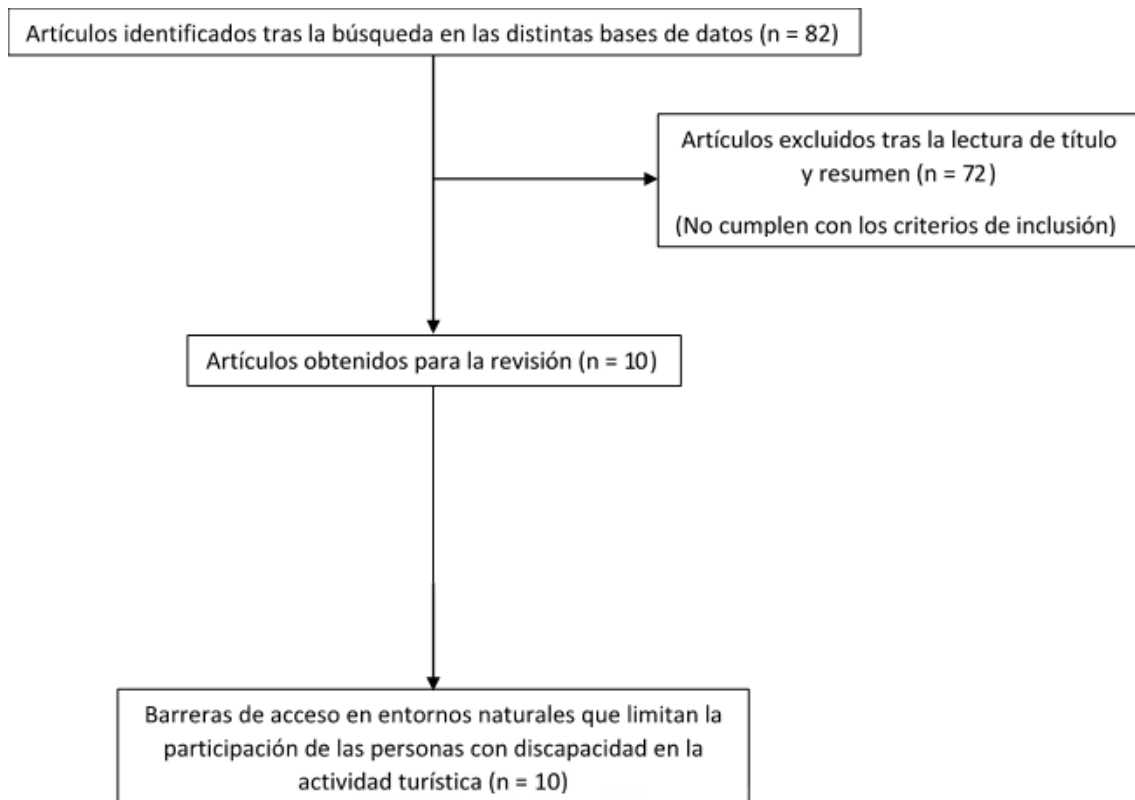 Artículos identificados tras la búsqueda en las distintas bases de datos (n = 82)
Artículos excluidos tras la lectura de título
y resumen (n = 72)
(No cumplen con los criterios de inclusión)
Artículos obtenidos para la revisión (n = 10)
Barreras de acceso en entornos naturales que limitan la
participación de las personas con discapacidad en la
actividad turística (n = 10)